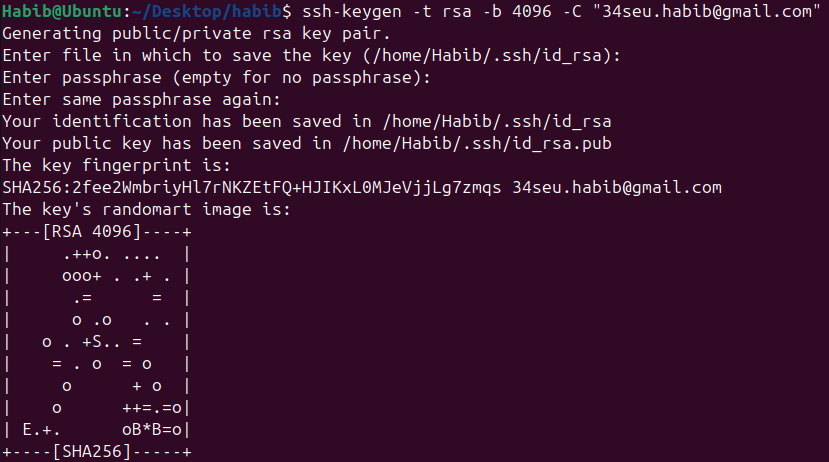 Habib@Ubuntu:~/Desktop/habib$ ssh-keygen -t rsa -b 4096 -C "34seu.habib@gmail.com"
Generating public/private rsa key pair.
Enter file in which to save the key (/home/Habib/.ssh/id_rsa):
Enter passphrase (empty for no passphrase):
Enter same passphrase again:
Your identification has been saved in /home/Habib/.ssh/id_rsa
Your public key has been saved in /home/Habib/.ssh/id_rsa.pub
The key fingerprint is:
SHA256:2fee2WmbriyHl7rNKZEtFQ+HJIKxL0MJeVjjLg7zmqs 34seu.habib@gmail.com
The key's randomart image is:
+---[RSA 4096]----+
|     .++o. ....  |
|     ooo+ . .+ . |
|      .=      =  |
|      o .o   . . |
|   o . +S.. =    |
|    = . o  = o   |
|     o      + o  |
|    o      ++=.=o|
| E.+.      oB*B=o|
+----[SHA256]-----+